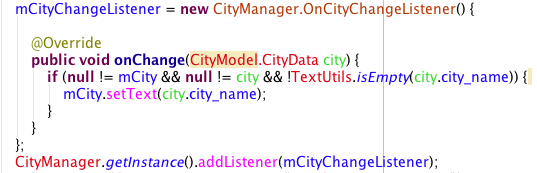 mCityChangeListener = new CityManager.OnCityChangeListener() {
@Override
public void onChange(CityModel.CityData city) {
if (null != mCity && null != city && !TextUtils.isEmpty(city.city_name)) {
mCity.setText(city.city_name);
}
}
};
CityManager.getInstance().addListener(mCityChangeListener);